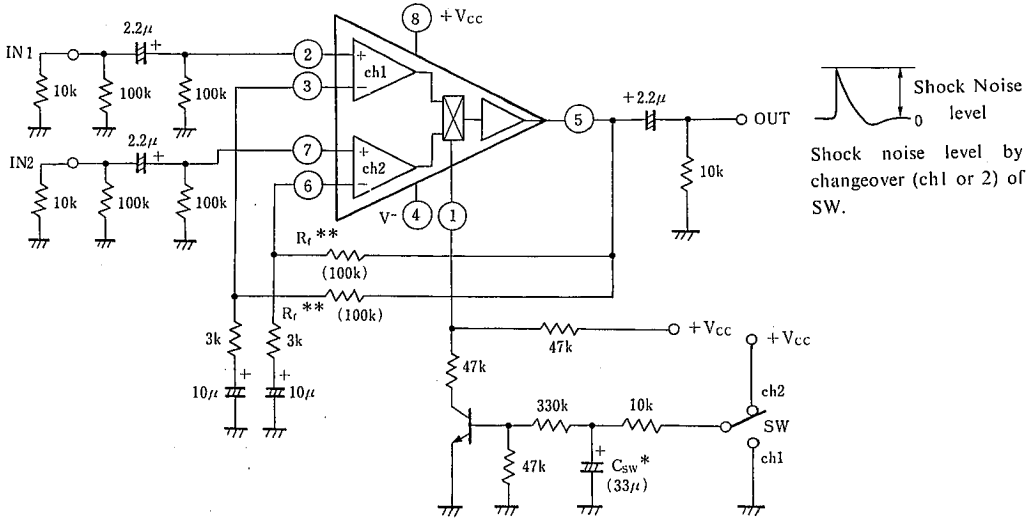 8 +VCC
2.2μ
+
IN 1
2
+
ch1
3
−
10k
100k
100k
2.2μ
+
IN2
7
+
ch2
6
−
10k
100k
100k
5
+2.2μ
OUT
10k
V− 4
1
Shock Noise
level
0
Shock noise level by
changeover (ch1 or 2) of
SW.
Rf **
(100k)
Rf **
(100k)
3k
3k
+
+
10μ
10μ
47k
+VCC
47k
+VCC
ch2
SW
ch1
330k
10k
47k
+
CSW*
(33μ)